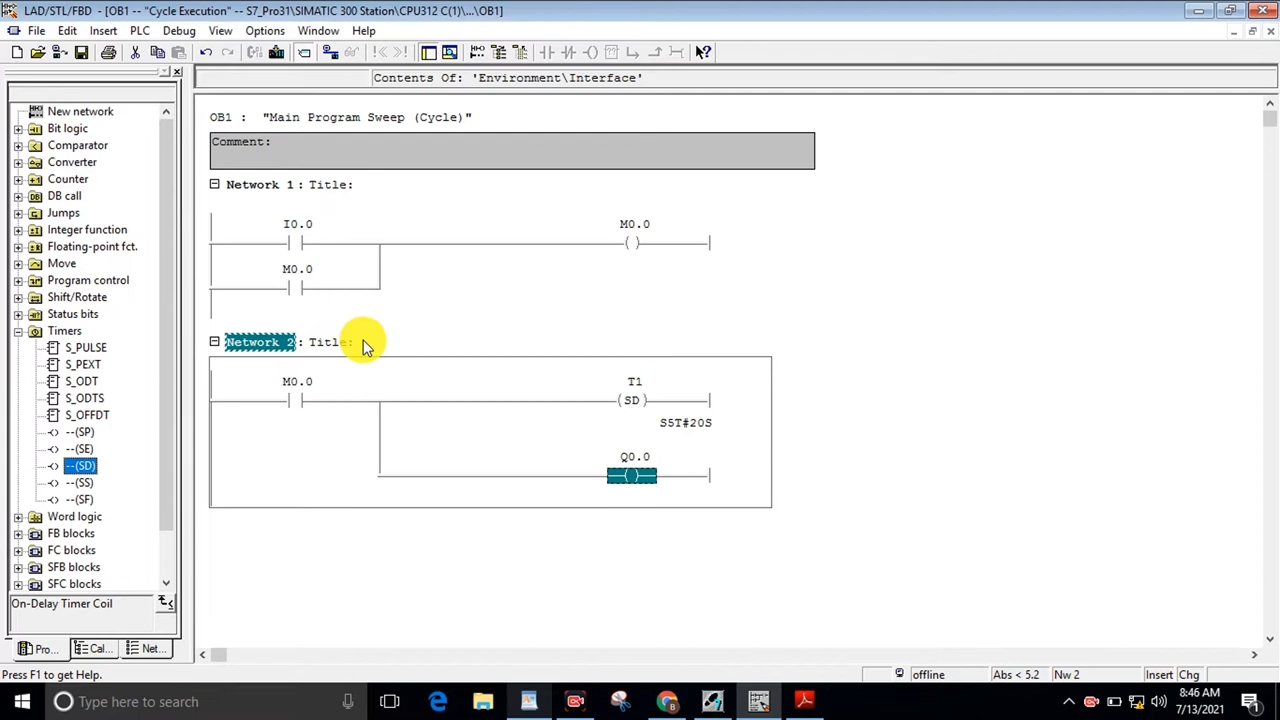 LAD/STL/FBD - [OB1 -- "Cycle Execution" -- S7_Pro31\SIMATIC 300 Station\CPU312 C(1)\...\OB1]
File Edit Insert PLC Debug View Options Window Help
Contents Of: 'Environment\Interface'
New network
Bit logic
Comparator
Converter
Counter
DB call
Jumps
Integer function
Floating-point fct.
Move
Program control
Shift/Rotate
Status bits
Timers
S_PULSE
S_PEXT
S_ODT
S_ODTS
S_OFFDT
--(SP)
--(SE)
--(SD)
--(SS)
--(SF)
Word logic
FB blocks
FC blocks
SFB blocks
SFC blocks
On-Delay Timer Coil
Pro... Cal... Net...
OB1 : "Main Program Sweep (Cycle)"
Comment:
Network 1: Title:
I0.0 M0.0
M0.0
Network 2: Title:
M0.0 T1
SD
S5T#20S
Q0.0
Press F1 to get Help.
offline Abs < 5.2 Nw 2 Insert Chg
Type here to search
8:46 AM
7/13/2021